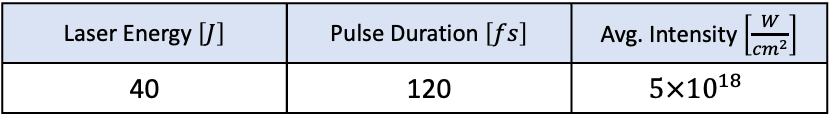 Laser Energy [J] Pulse Duration [fs] Avg. Intensity [W/cm²]
40 120 5×10¹⁸